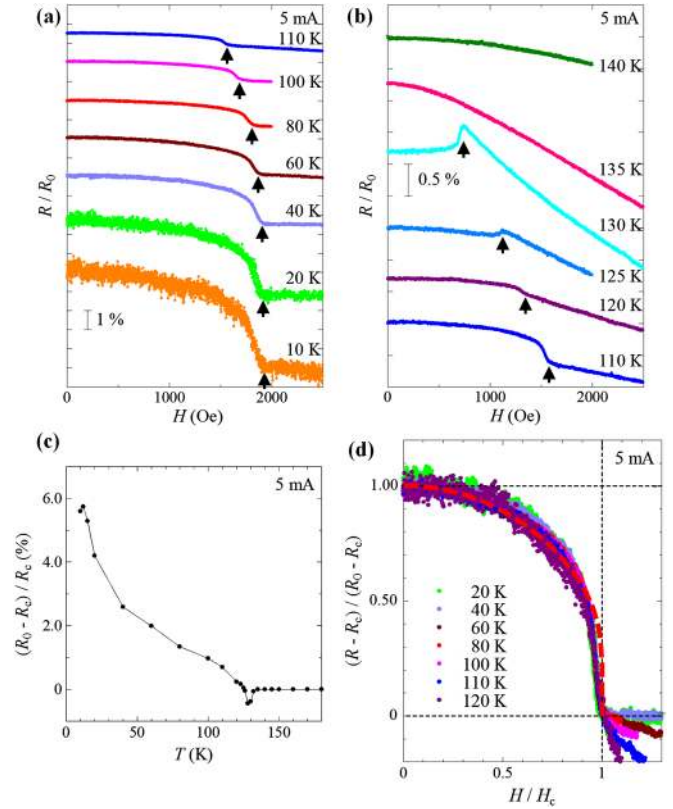 (a)
5 mA
110 K
100 K
80 K
60 K
40 K
20 K
1 %
10 K
R / R0
0
1000
2000
H (Oe)
(b)
5 mA
140 K
135 K
0.5 %
130 K
125 K
120 K
110 K
R / R0
0
1000
2000
H (Oe)
(c)
5 mA
6.0
4.0
2.0
0
(R0 - Rc) / Rc (%)
0
50
100
150
T (K)
(d)
5 mA
1.00
0.50
0
(R - Rc) / (R0 - Rc)
20 K
40 K
60 K
80 K
100 K
110 K
120 K
0
0.5
1
H / Hc